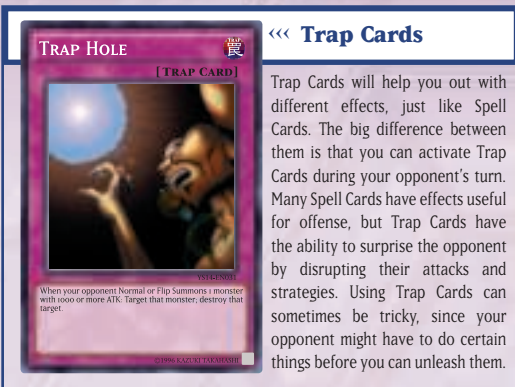 ‹‹‹ Trap Cards
TRAP HOLE
TRAP
罠
[TRAP CARD]
YS14-EN031
When your opponent Normal or Flip Summons 1 monster
with 1000 or more ATK: Target that monster; destroy that
target.
©1996 KAZUKI TAKAHASHI
Trap Cards will help you out with
different effects, just like Spell
Cards. The big difference between
them is that you can activate Trap
Cards during your opponent's turn.
Many Spell Cards have effects useful
for offense, but Trap Cards have
the ability to surprise the opponent
by disrupting their attacks and
strategies. Using Trap Cards can
sometimes be tricky, since your
opponent might have to do certain
things before you can unleash them.